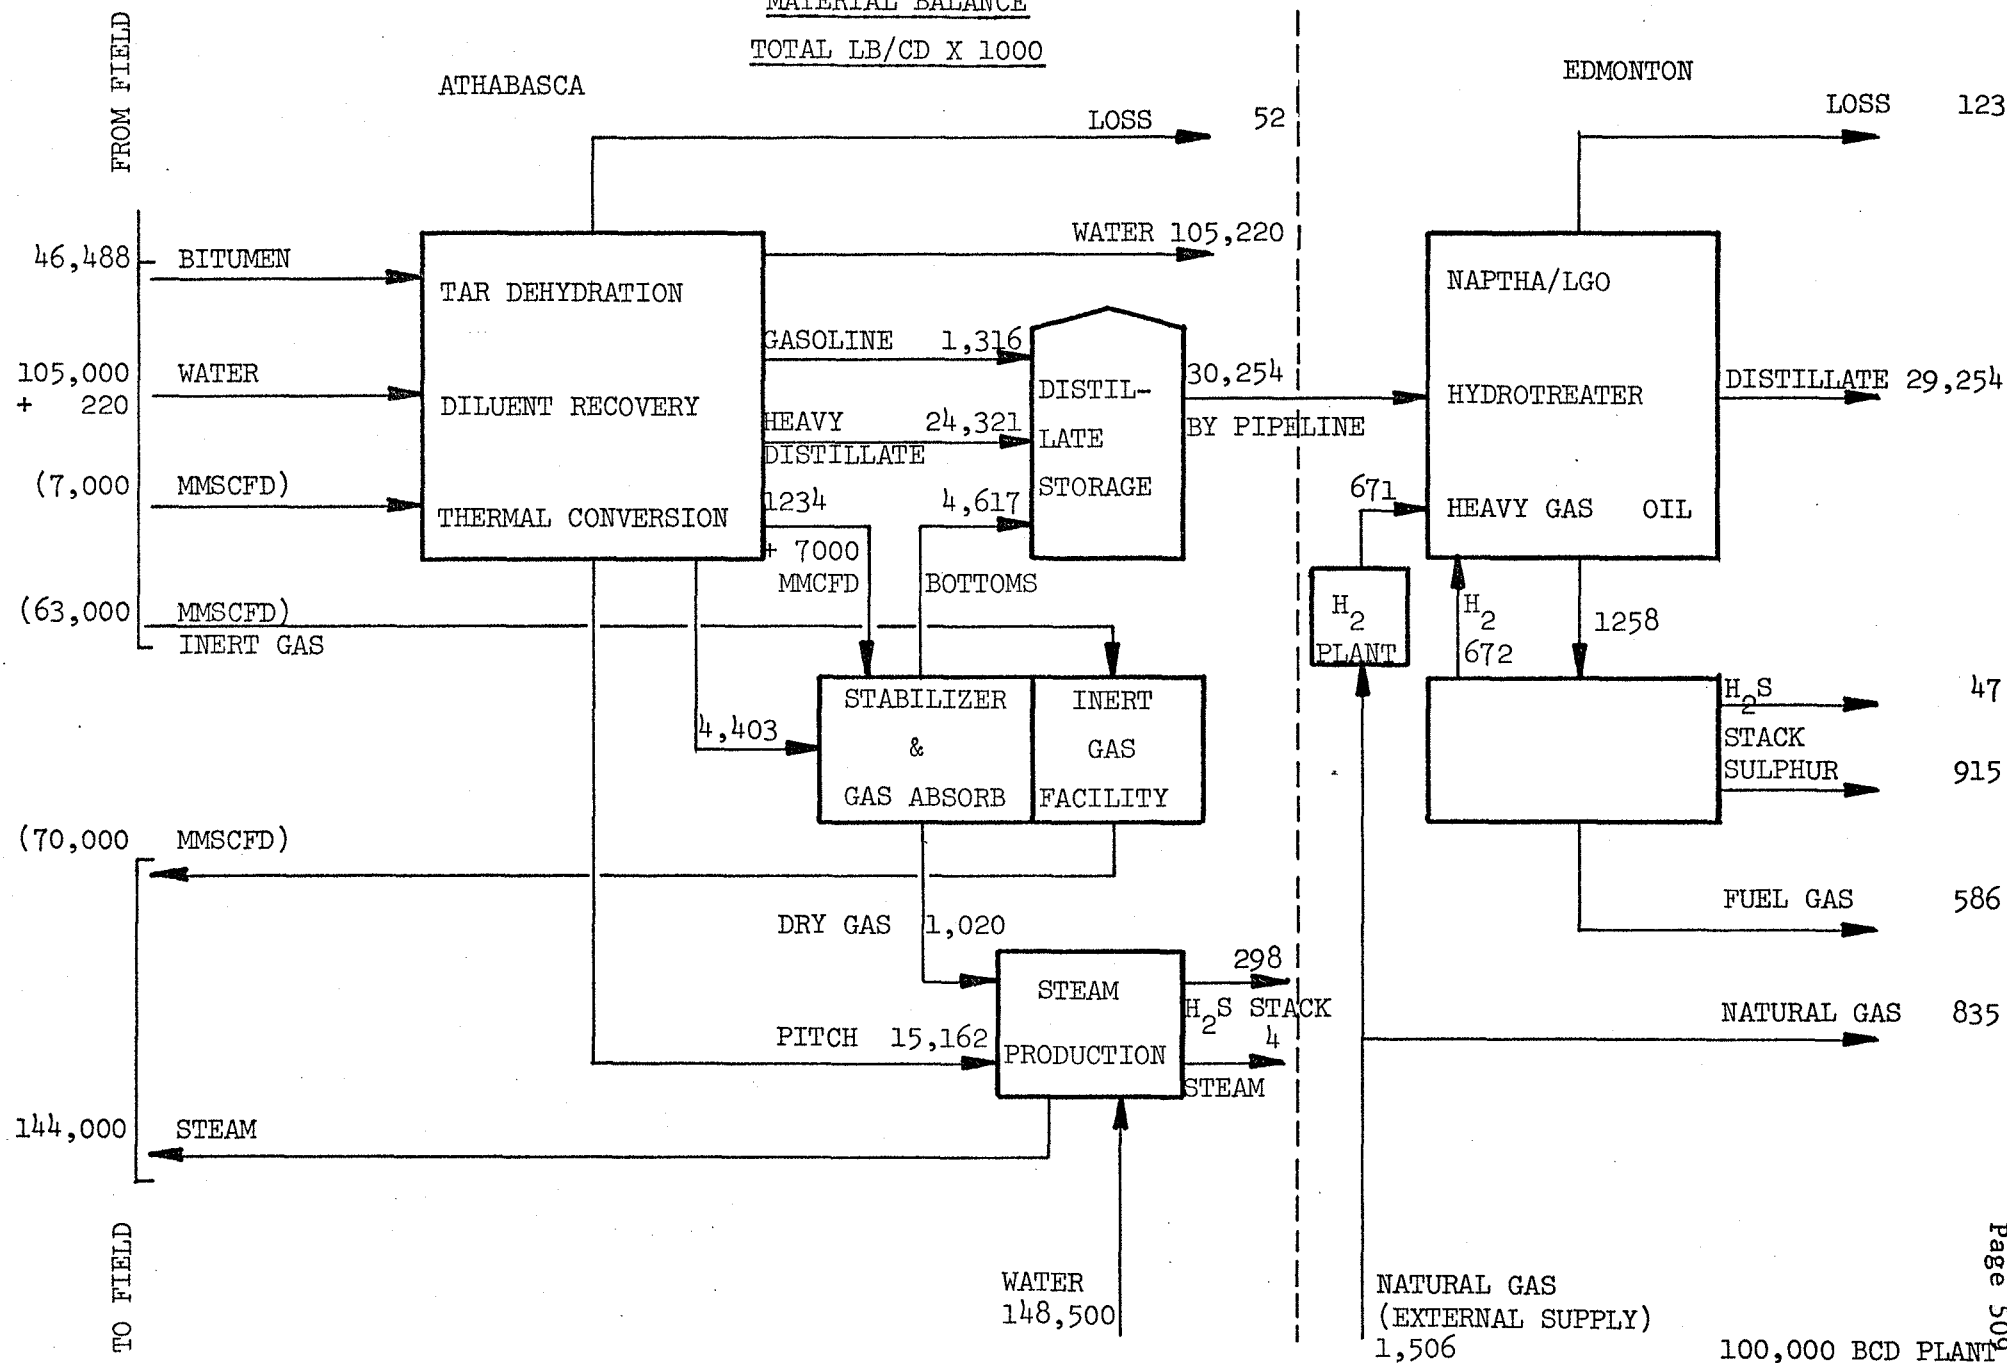 MATERIAL BALANCE
TOTAL LB/CD X 1000
FROM FIELD
ATHABASCA
EDMONTON
LOSS 52
LOSS 123
46,488 BITUMEN
WATER 105,220
TAR DEHYDRATION
NAPTHA/LGO
GASOLINE 1,316
105,000 WATER
+ 220
DILUENT RECOVERY
DISTIL-
LATE
STORAGE
30,254
BY PIPELINE
HYDROTREATER
DISTILLATE 29,254
HEAVY 24,321
DISTILLATE
(7,000 MMSCFD)
THERMAL CONVERSION
1234
+ 7000
MMCFD
4,617
BOTTOMS
671
HEAVY GAS OIL
(63,000 MMSCFD)
INERT GAS
H2
PLANT
H2
672
1258
4,403
STABILIZER
&
GAS ABSORB
INERT
GAS
FACILITY
H2S 47
STACK
SULPHUR 915
(70,000 MMSCFD)
DRY GAS 1,020
FUEL GAS 586
STEAM
PRODUCTION
298
H2S STACK
4
STEAM
PITCH 15,162
NATURAL GAS 835
144,000 STEAM
TO FIELD
WATER
148,500
NATURAL GAS
(EXTERNAL SUPPLY)
1,506
100,000 BCD PLANT
Page 509